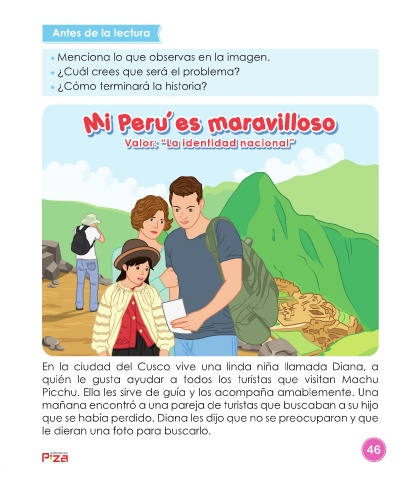 Antes de la lectura
Menciona lo que observas en la imagen.
¿Cuál crees que será el problema?
¿Cómo terminará la historia?
Mi Perú es maravilloso
Valor: "La identidad nacional"
En la ciudad del Cusco vive una linda niña llamada Diana, a
quién le gusta ayudar a todos los turistas que visitan Machu
Picchu. Ella les sirve de guía y los acompaña amablemente. Una
mañana encontró a una pareja de turistas que buscaban a su hijo
que se había perdido. Diana les dijo que no se preocuparan y que
le dieran una foto para buscarlo.
46